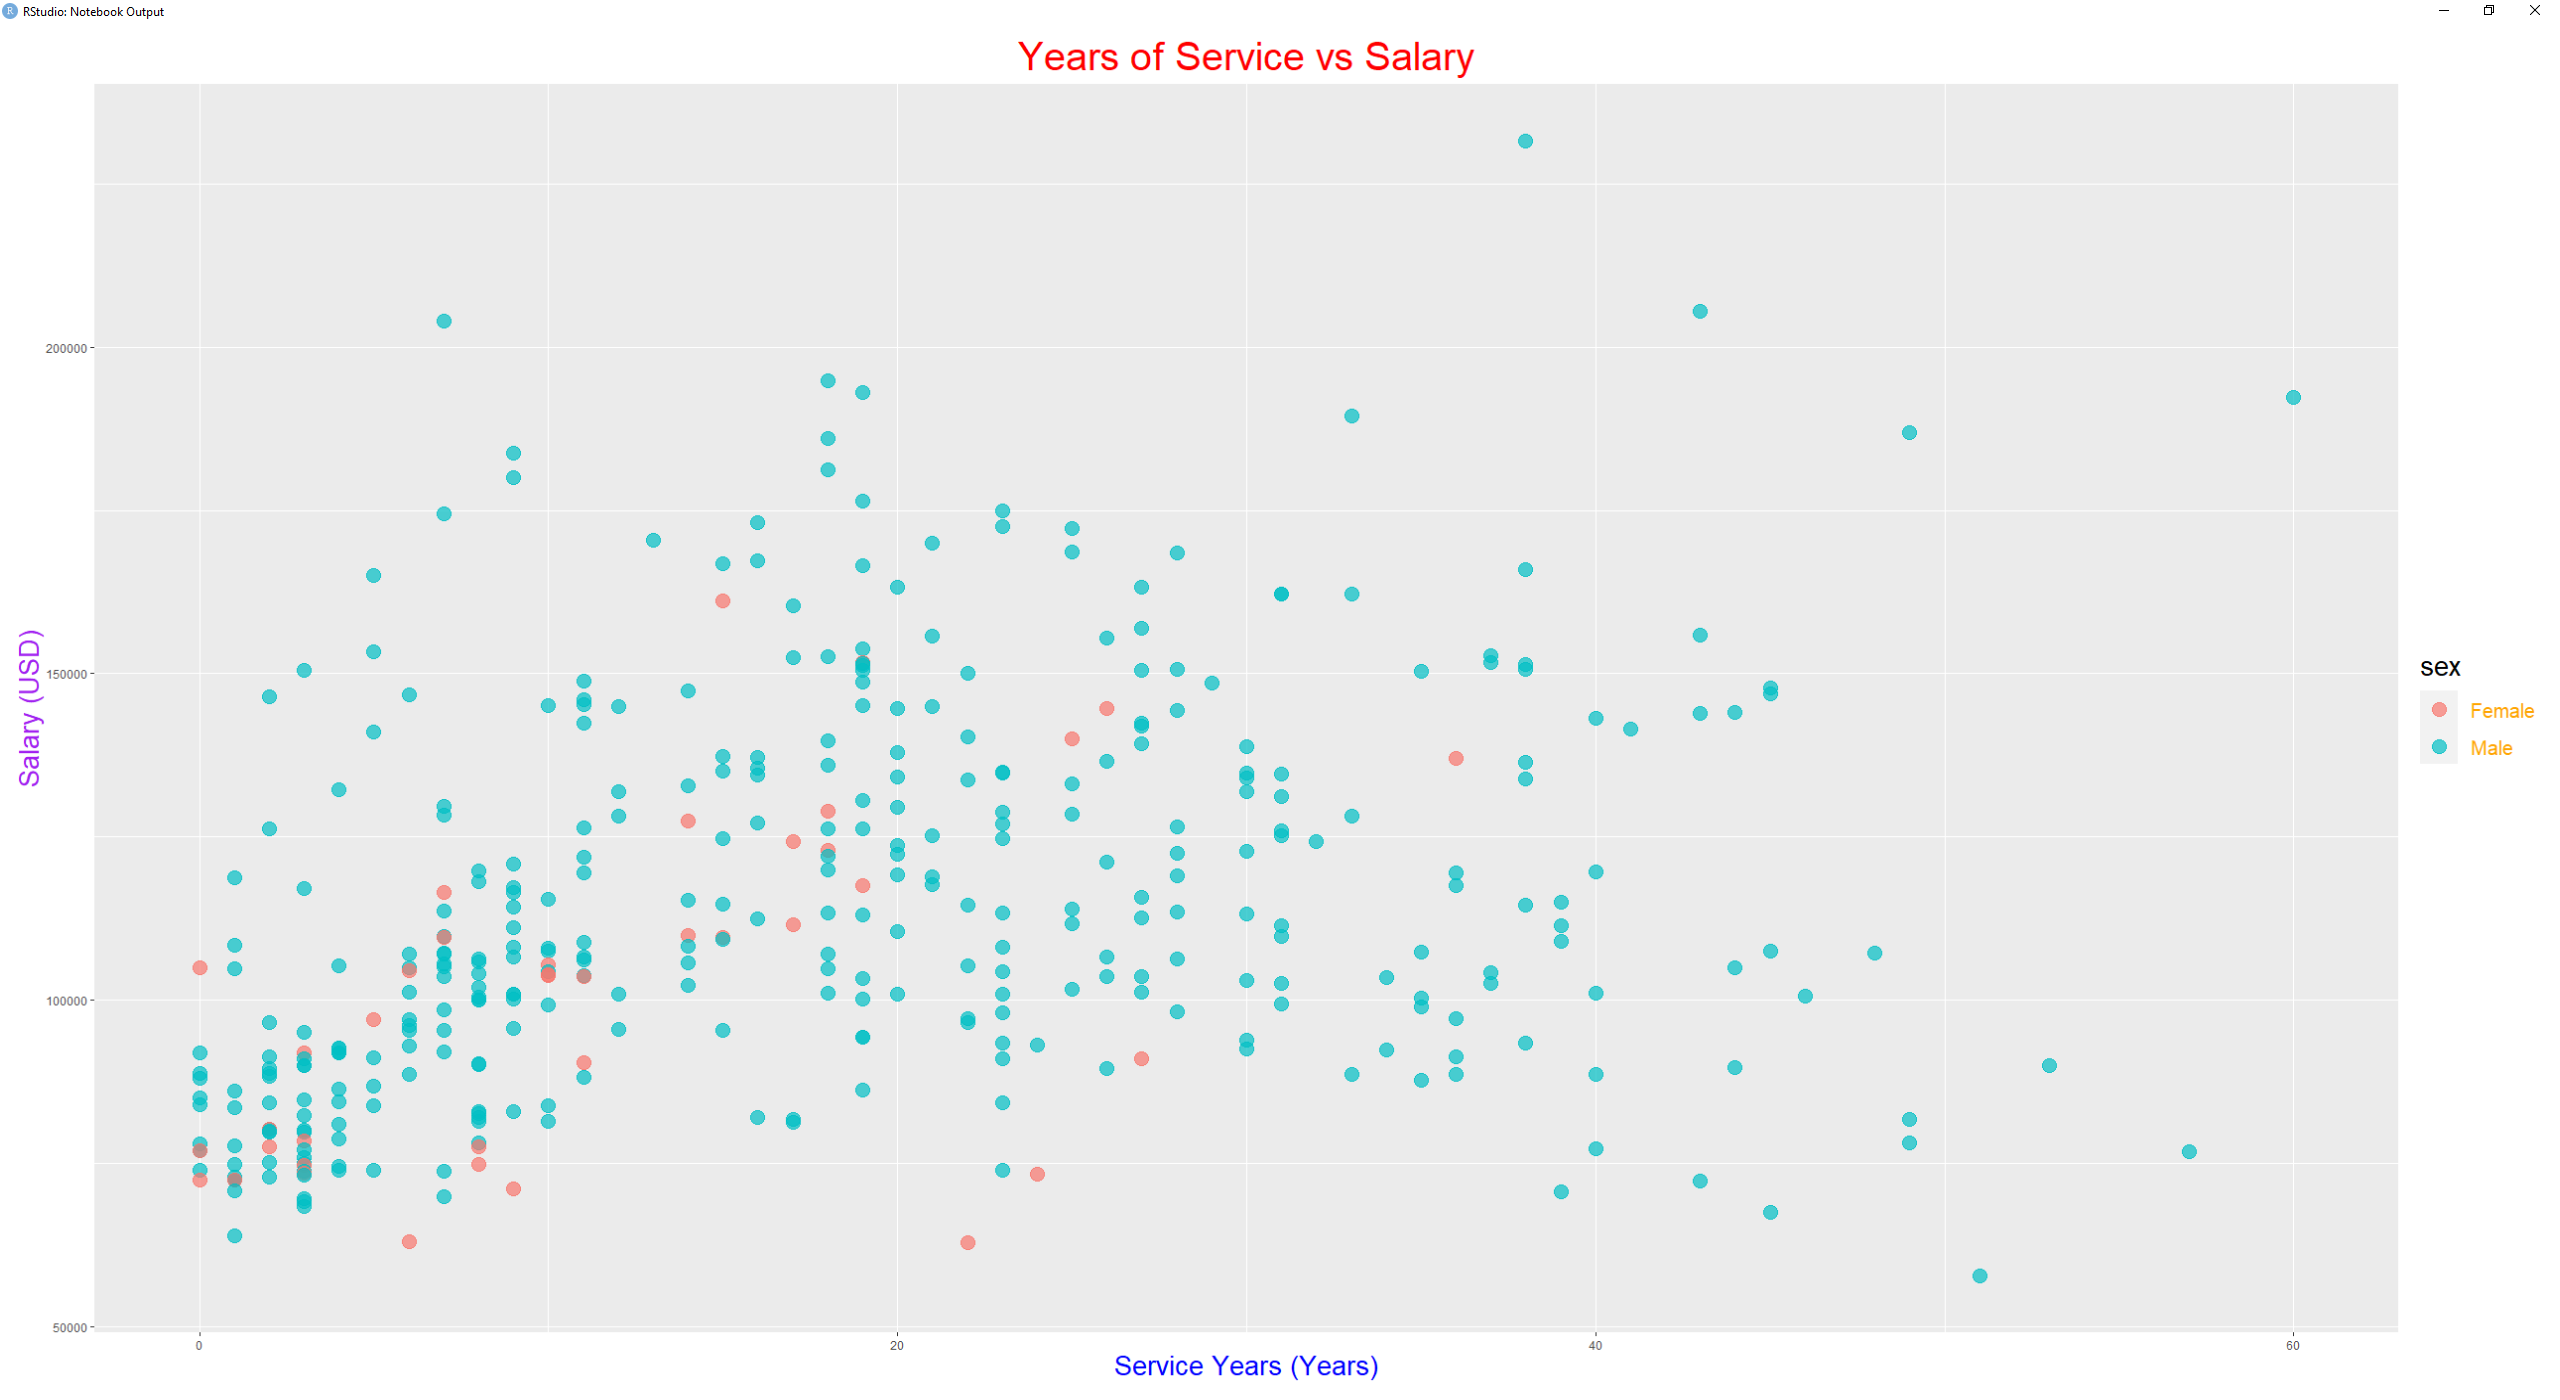 R RStudio: Notebook Output
Years of Service vs Salary
Salary (USD)
200000
150000
100000
50000
0 20 40 60
Service Years (Years)
sex
Female
Male